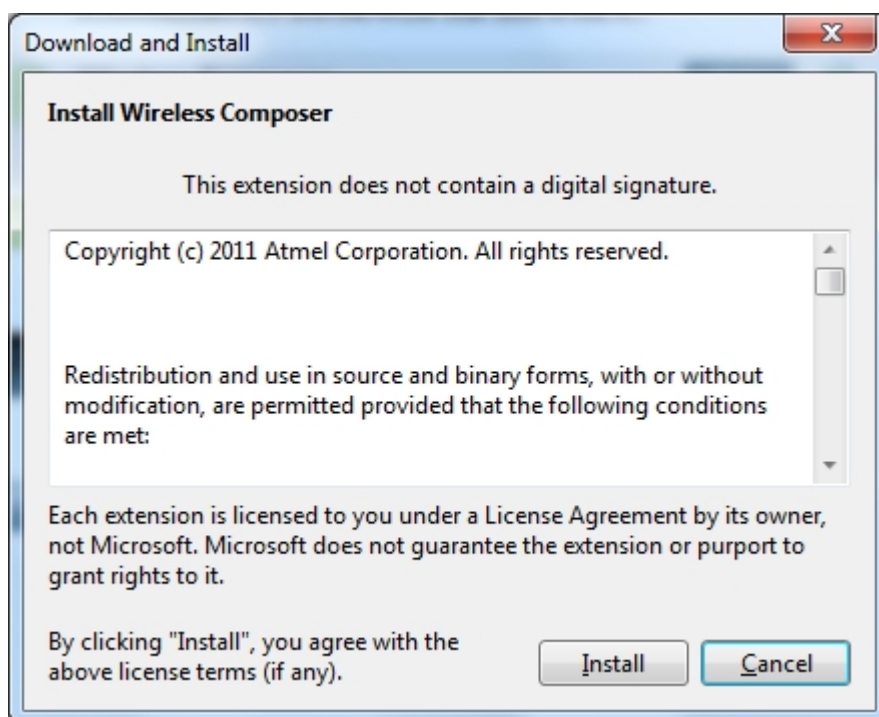 Download and Install
Install Wireless Composer
This extension does not contain a digital signature.
Copyright (c) 2011 Atmel Corporation. All rights reserved.
Redistribution and use in source and binary forms, with or without
modification, are permitted provided that the following conditions
are met:
Each extension is licensed to you under a License Agreement by its owner,
not Microsoft. Microsoft does not guarantee the extension or purport to
grant rights to it.
By clicking "Install", you agree with the
above license terms (if any).
Install
Cancel